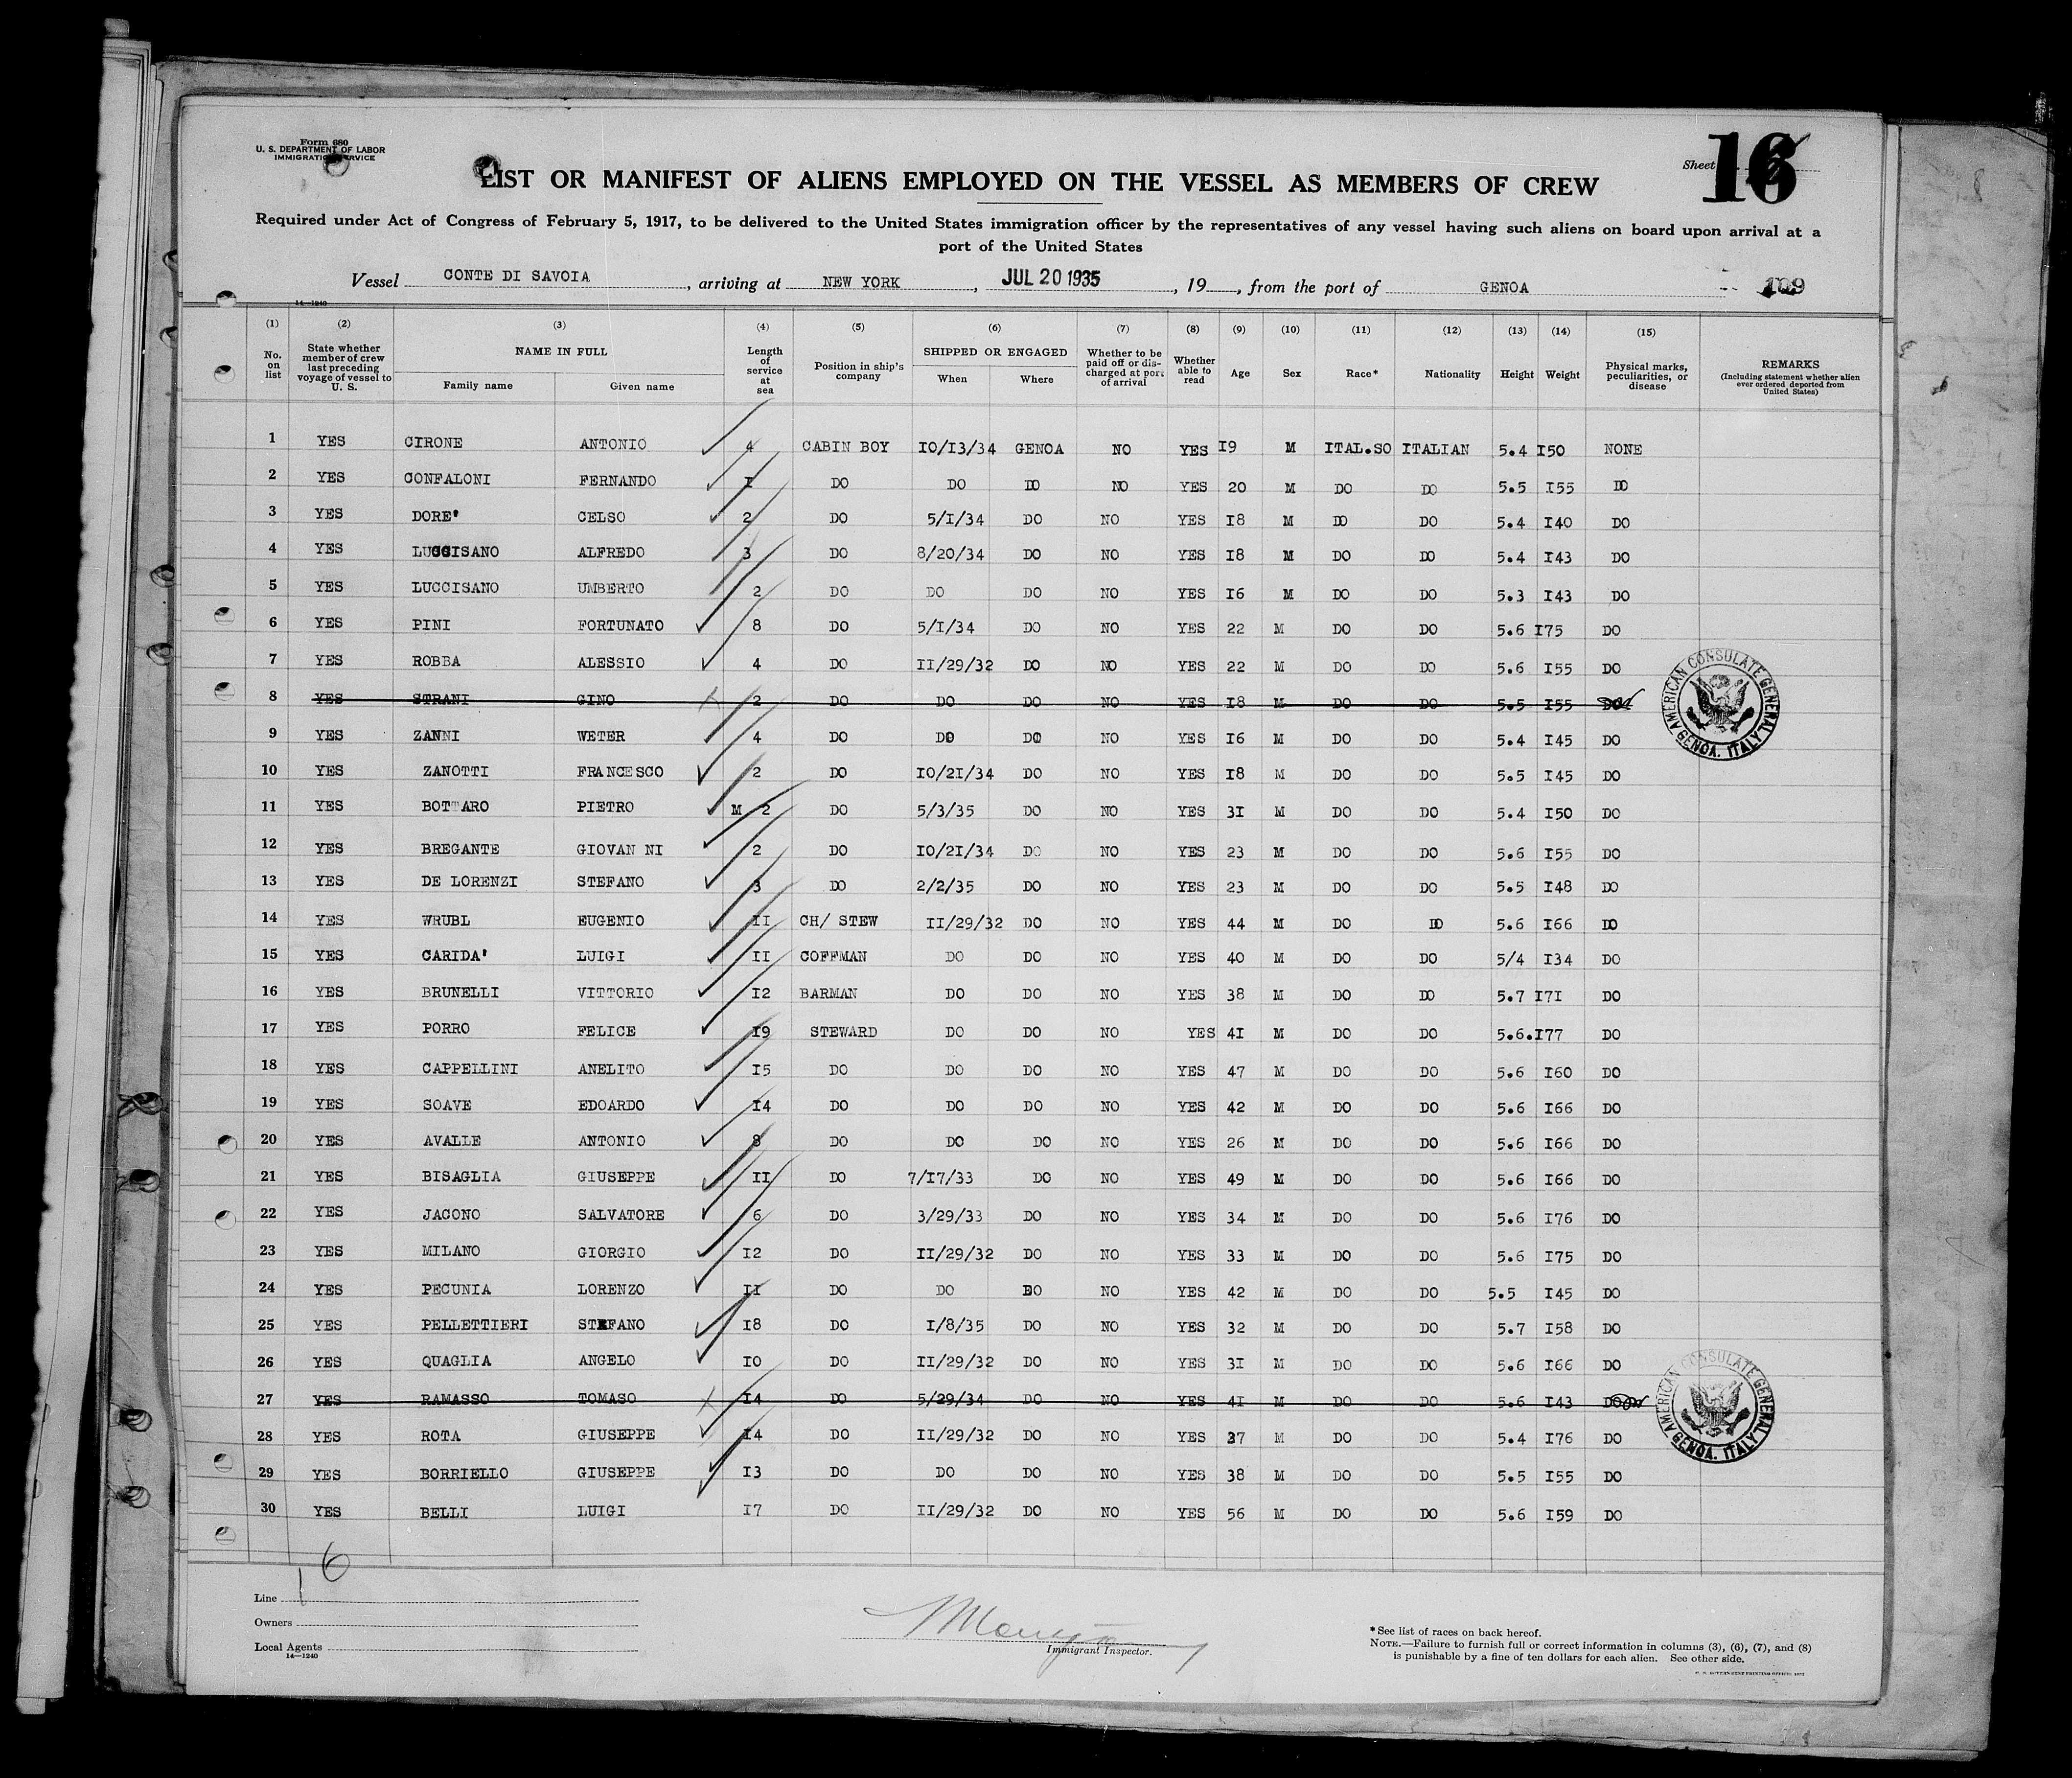 Form 680
U. S. DEPARTMENT OF LABOR
IMMIGRATION SERVICE
Sheet 16
LIST OR MANIFEST OF ALIENS EMPLOYED ON THE VESSEL AS MEMBERS OF CREW
Required under Act of Congress of February 5, 1917, to be delivered to the United States immigration officer by the representatives of any vessel having such aliens on board upon arrival at a
port of the United States
Vessel CONTE DI SAVOIA, arriving at NEW YORK, JUL 20 1935, 19, from the port of GENOA 109
14—1240
(1) (2) (3) (4) (5) (6) (7) (8) (9) (10) (11) (12) (13) (14) (15)
No. on list State whether member of crew last preceding voyage of vessel to U. S. NAME IN FULL Family name Given name Length of service at sea Position in ship's company SHIPPED OR ENGAGED When Where Whether to be paid off or discharged at port of arrival Whether able to read Age Sex Race* Nationality Height Weight Physical marks, peculiarities, or disease REMARKS (Including statement whether alien ever ordered deported from United States)
1 YES CIRONE ANTONIO 4 CABIN BOY I0/I3/34 GENOA NO YES I9 M ITAL.SO ITALIAN 5.4 I50 NONE
2 YES CONFALONI FERNANDO I DO DO DO NO YES 20 M DO DO 5.5 I55 DO
3 YES DORE' CELSO 2 DO 5/I/34 DO NO YES I8 M DO DO 5.4 I40 DO
4 YES LUCCISANO ALFREDO 3 DO 8/20/34 DO NO YES I8 M DO DO 5.4 I43 DO
5 YES LUCCISANO UMBERTO 2 DO DO DO NO YES I6 M DO DO 5.3 I43 DO
6 YES PINI FORTUNATO 8 DO 5/I/34 DO NO YES 22 M DO DO 5.6 I75 DO
7 YES ROBBA ALESSIO 4 DO II/29/32 DO NO YES 22 M DO DO 5.6 I55 DO
8 YES STRANI GINO 2 DO DO DO NO YES I8 M DO DO 5.5 I55 DO
AMERICAN CONSULATE GENERAL GENOA, ITALY
9 YES ZANNI WETER 4 DO DO DO NO YES I6 M DO DO 5.4 I45 DO
10 YES ZANOTTI FRANCESCO 2 DO I0/2I/34 DO NO YES I8 M DO DO 5.5 I45 DO
11 YES BOTTARO PIETRO M 2 DO 5/3/35 DO NO YES 3I M DO DO 5.4 I50 DO
12 YES BREGANTE GIOVAN NI 2 DO I0/2I/34 DO NO YES 23 M DO DO 5.6 I55 DO
13 YES DE LORENZI STEFANO 3 DO 2/2/35 DO NO YES 23 M DO DO 5.5 I48 DO
14 YES WRUBL EUGENIO II CH/ STEW II/29/32 DO NO YES 44 M DO DO 5.6 I66 DO
15 YES CARIDA' LUIGI II COFFMAN DO DO NO YES 40 M DO DO 5/4 I34 DO
16 YES BRUNELLI VITTORIO I2 BARMAN DO DO NO YES 38 M DO DO 5.7 I7I DO
17 YES PORRO FELICE I9 STEWARD DO DO NO YES 4I M DO DO 5.6.I77 DO
18 YES CAPPELLINI ANELITO I5 DO DO DO NO YES 47 M DO DO 5.6 I60 DO
19 YES SOAVE EDOARDO I4 DO DO DO NO YES 42 M DO DO 5.6 I66 DO
20 YES AVALLE ANTONIO 8 DO DO DO NO YES 26 M DO DO 5.6 I66 DO
21 YES BISAGLIA GIUSEPPE II DO 7/I7/33 DO NO YES 49 M DO DO 5.6 I66 DO
22 YES JACONO SALVATORE 6 DO 3/29/33 DO NO YES 34 M DO DO 5.6 I76 DO
23 YES MILANO GIORGIO I2 DO II/29/32 DO NO YES 33 M DO DO 5.6 I75 DO
24 YES PECUNIA LORENZO II DO DO DO NO YES 42 M DO DO 5.5 I45 DO
25 YES PELLETTIERI STEFANO I8 DO I/8/35 DO NO YES 32 M DO DO 5.7 I58 DO
26 YES QUAGLIA ANGELO I0 DO II/29/32 DO NO YES 3I M DO DO 5.6 I66 DO
27 YES RAMASSO TOMASO I4 DO 5/29/34 DO NO YES 4I M DO DO 5.6 I43 DO
AMERICAN CONSULATE GENERAL GENOA, ITALY
28 YES ROTA GIUSEPPE I4 DO II/29/32 DO NO YES 37 M DO DO 5.4 I76 DO
29 YES BORRIELLO GIUSEPPE I3 DO DO DO NO YES 38 M DO DO 5.5 I55 DO
30 YES BELLI LUIGI I7 DO II/29/32 DO NO YES 56 M DO DO 5.6 I59 DO
16
Line
Owners
Local Agents
14—1240
Immigrant Inspector.
*See list of races on back hereof.
NOTE.—Failure to furnish full or correct information in columns (3), (6), (7), and (8)
is punishable by a fine of ten dollars for each alien. See other side.